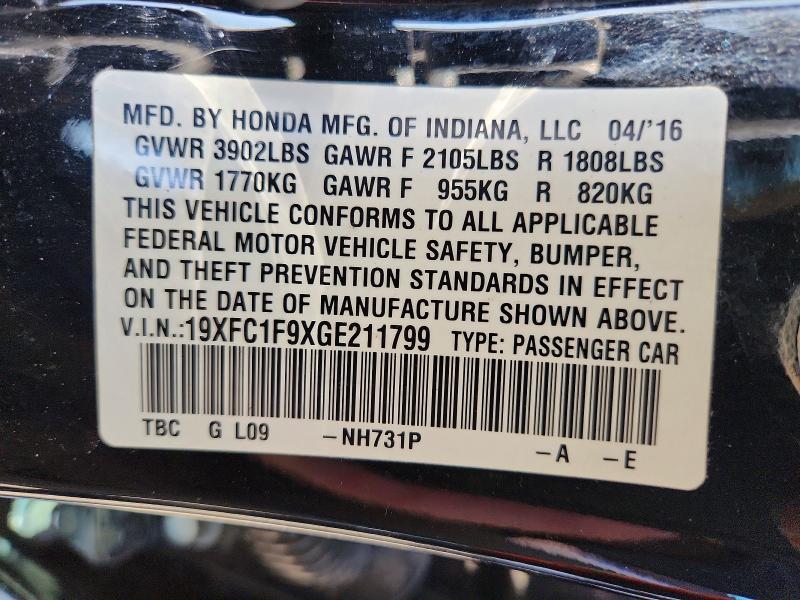 MFD. BY HONDA MFG. OF INDIANA, LLC 04/'16
GVWR 3902LBS GAWR F 2105LBS R 1808LBS
GVWR 1770KG GAWR F 955KG R 820KG
THIS VEHICLE CONFORMS TO ALL APPLICABLE
FEDERAL MOTOR VEHICLE SAFETY, BUMPER,
AND THEFT PREVENTION STANDARDS IN EFFECT
ON THE DATE OF MANUFACTURE SHOWN ABOVE.
V.I.N.:19XFC1F9XGE211799 TYPE: PASSENGER CAR
TBC G L09 –NH731P –A –E